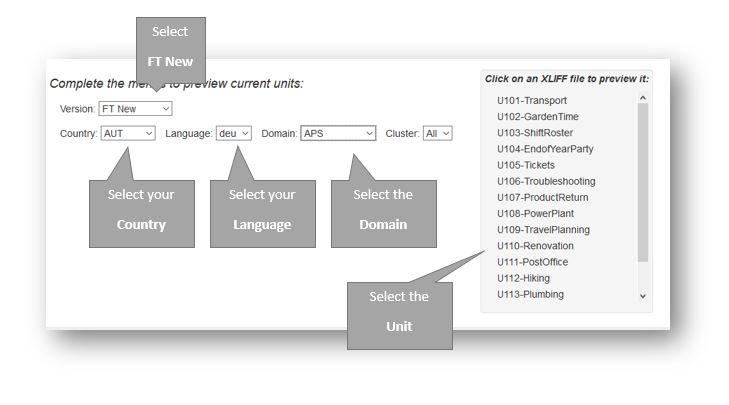 Select
FT New
Complete the menus to preview current units:
Version: FT New
Country: AUT Language: deu Domain: APS Cluster: All
Select your
Country
Select your
Language
Select the
Domain
Click on an XLIFF file to preview it:
U101-Transport
U102-GardenTime
U103-ShiftRoster
U104-EndofYearParty
U105-Tickets
U106-Troubleshooting
U107-ProductReturn
U108-PowerPlant
U109-TravelPlanning
U110-Renovation
U111-PostOffice
U112-Hiking
U113-Plumbing
Select the
Unit